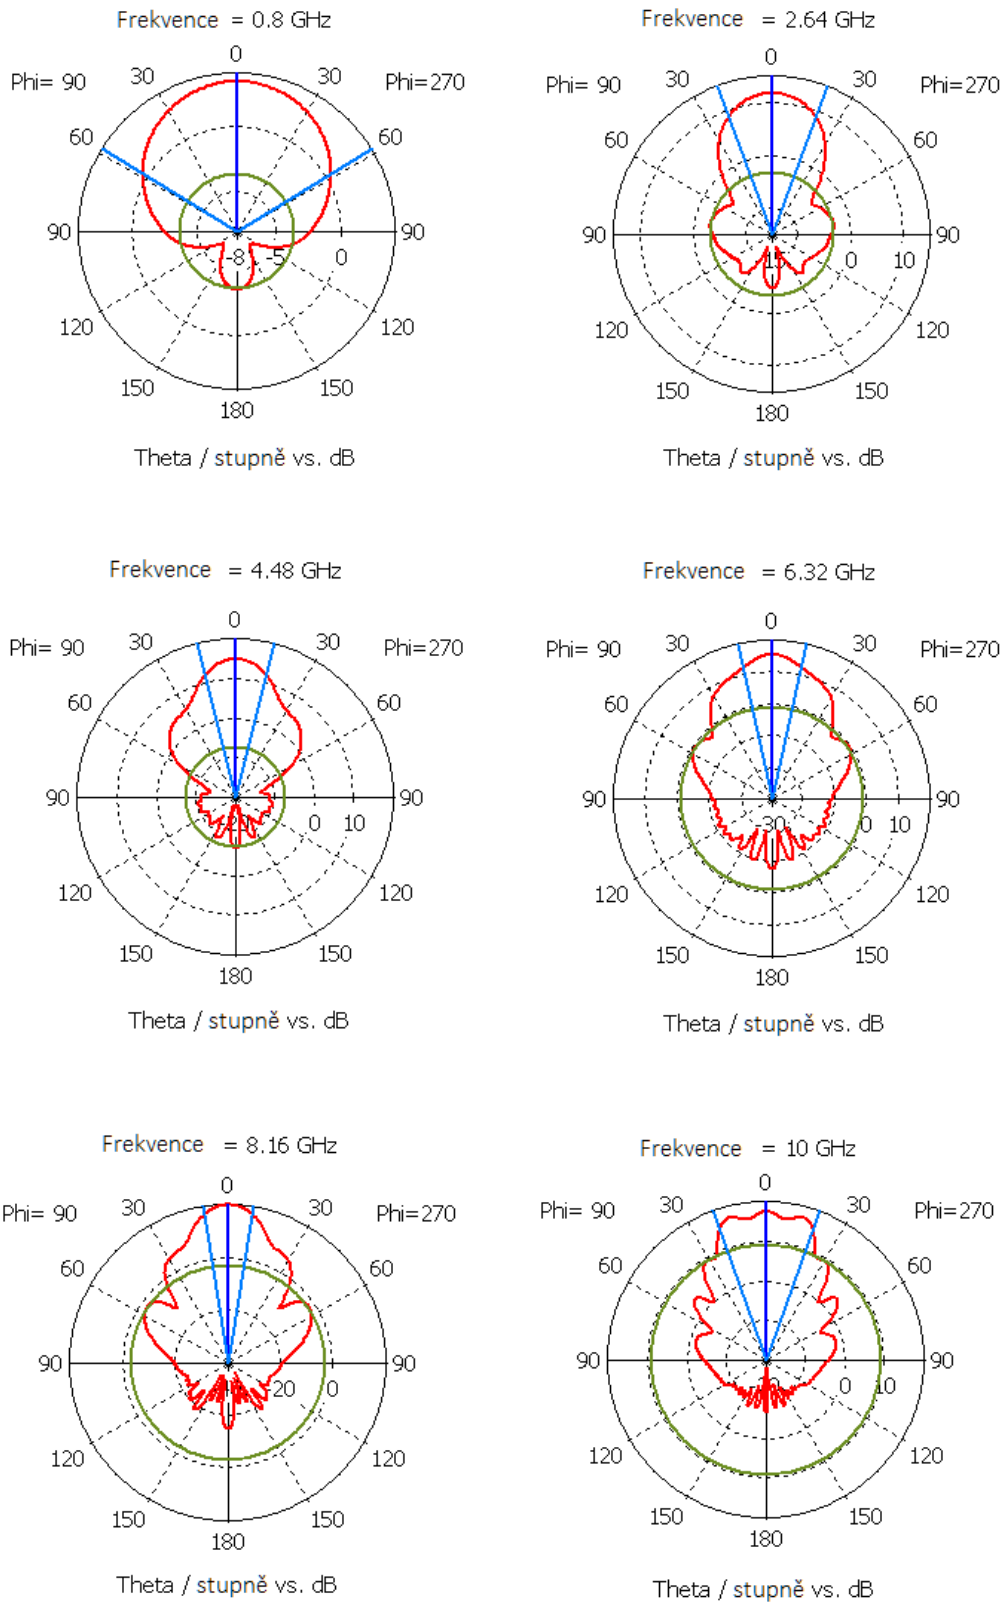 Frekvence = 0.8 GHz
0
Phi= 90 30 30 Phi=270
60 60
90 -8 -5 0 90
120 120
150 150
180
Theta / stupně vs. dB
Frekvence = 2.64 GHz
0
Phi= 90 30 30 Phi=270
60 60
90 0 10 90
120 120
150 150
180
Theta / stupně vs. dB
Frekvence = 4.48 GHz
0
Phi= 90 30 30 Phi=270
60 60
90 0 10 90
120 120
150 150
180
Theta / stupně vs. dB
Frekvence = 6.32 GHz
0
Phi= 90 30 30 Phi=270
60 60
90 -30 0 10 90
120 120
150 150
180
Theta / stupně vs. dB
Frekvence = 8.16 GHz
0
Phi= 90 30 30 Phi=270
60 60
90 -20 0 90
120 120
150 150
180
Theta / stupně vs. dB
Frekvence = 10 GHz
0
Phi= 90 30 30 Phi=270
60 60
90 0 10 90
120 120
150 150
180
Theta / stupně vs. dB